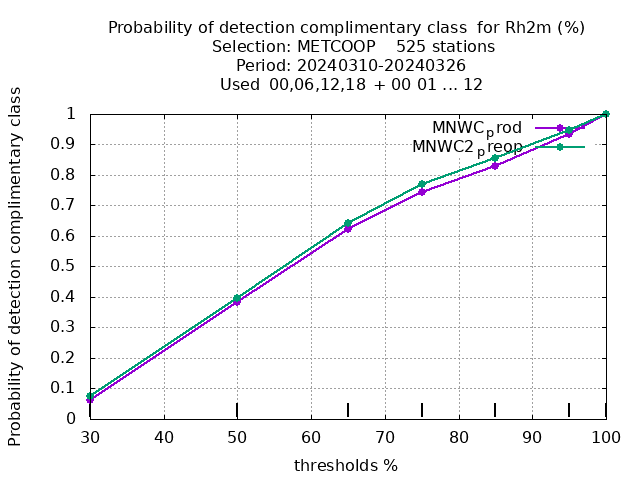 Probability of detection complimentary class  for Rh2m (%)
Selection: METCOOP    525 stations
Period: 20240310-20240326
Used  00,06,12,18  + 00 01 ... 12
MNWCprod
MNWC2preop
Probability of detection complimentary class
1
0.9
0.8
0.7
0.6
0.5
0.4
0.3
0.2
0.1
0
30 40 50 60 70 80 90 100
thresholds %